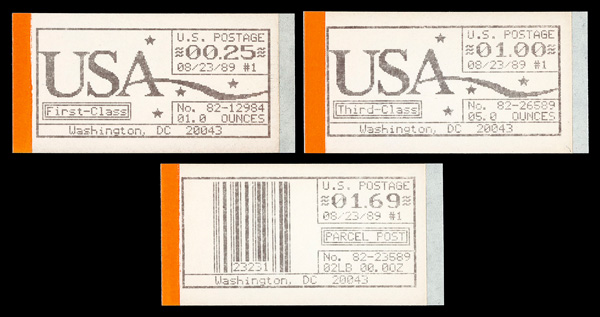 U.S. POSTAGE
≈00.25≈
08/23/89 #1
USA
First-Class
No. 82-12984
01.0 OUNCES
Washington, DC 20043
U.S. POSTAGE
≈01.00≈
08/23/89 #1
USA
Third-Class
No. 82-26589
05.0 OUNCES
Washington, DC 20043
U.S. POSTAGE
≈01.69≈
08/23/89 #1
PARCEL POST
23231
No. 82-23589
02LB 00.0OZ
Washington, DC 20043